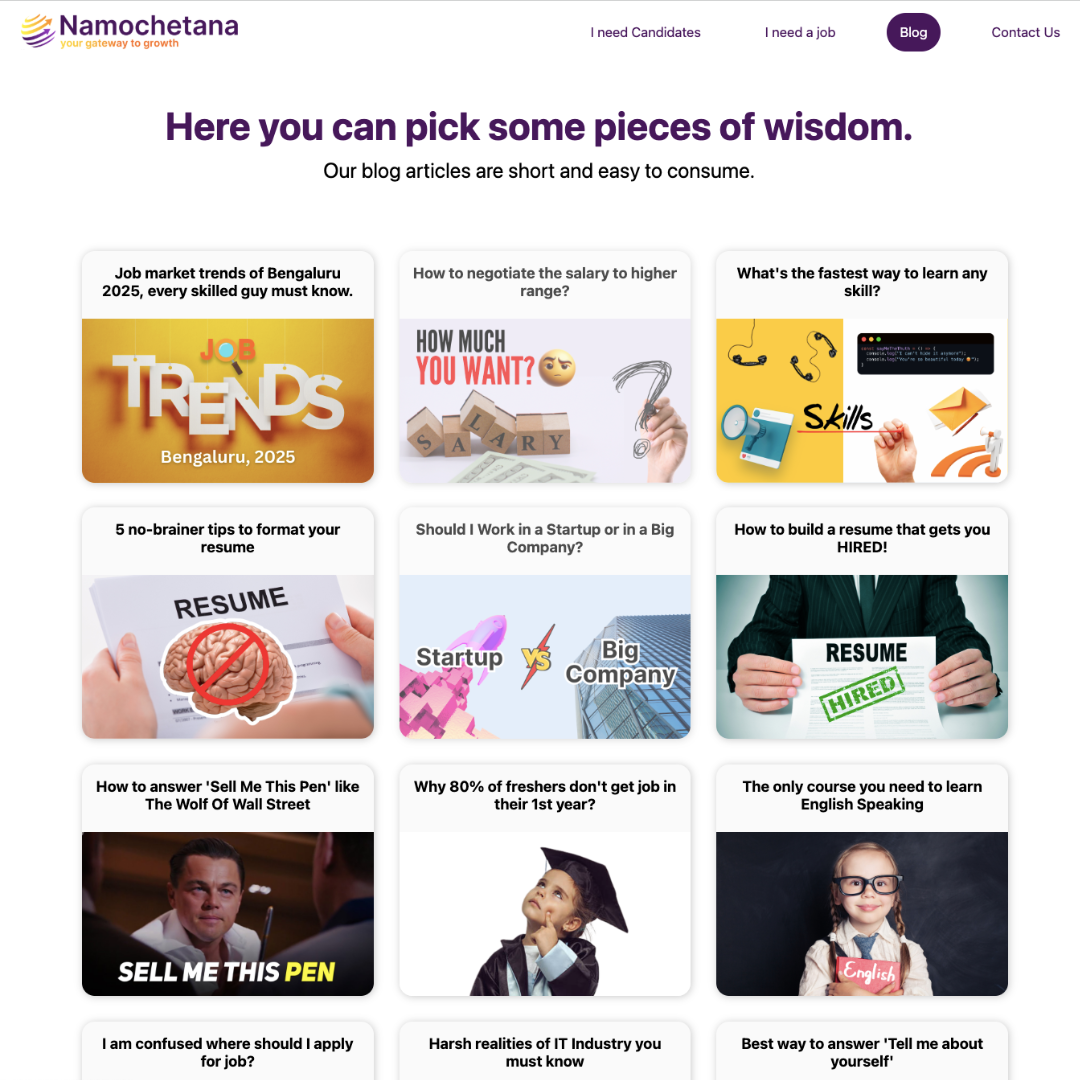 Namochetana
your gateway to growth
I need Candidates
I need a job
Blog
Contact Us
Here you can pick some pieces of wisdom.
Our blog articles are short and easy to consume.
Job market trends of Bengaluru
2025, every skilled guy must know.
JOB
TRENDS
Bengaluru, 2025
How to negotiate the salary to higher
range?
HOW MUCH
YOU WANT?
SALARY
What's the fastest way to learn any
skill?
Skills
5 no-brainer tips to format your
resume
RESUME
Should I Work in a Startup or in a Big
Company?
Startup
VS
Big
Company
How to build a resume that gets you
HIRED!
RESUME
HIRED
How to answer 'Sell Me This Pen' like
The Wolf Of Wall Street
SELL ME THIS PEN
Why 80% of freshers don't get job in
their 1st year?
The only course you need to learn
English Speaking
English
I am confused where should I apply
for job?
Harsh realities of IT Industry you
must know
Best way to answer 'Tell me about
yourself'